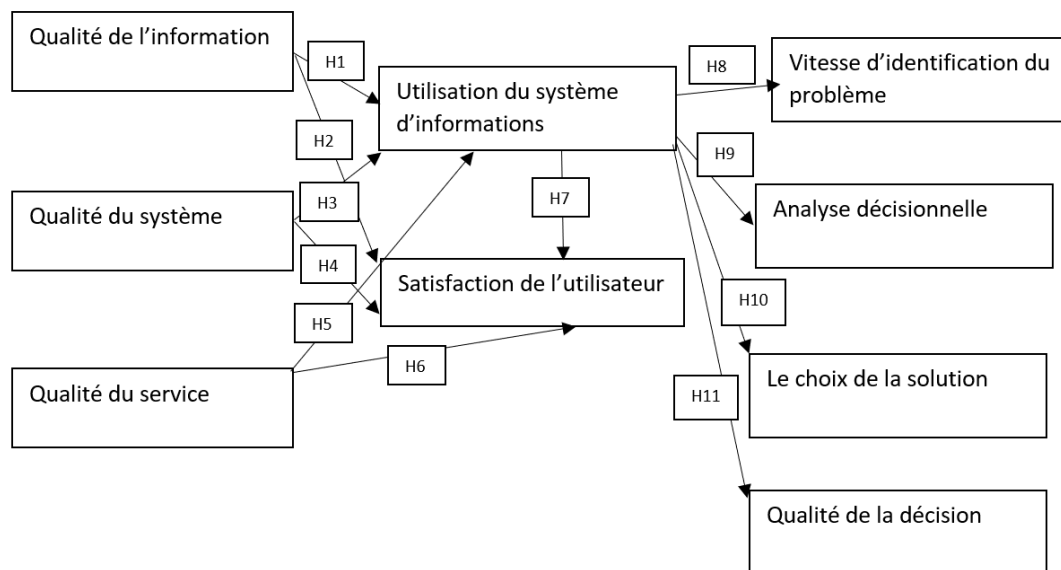 Qualité de l’information
H1
H8
Vitesse d’identification du
problème
Utilisation du système
d’informations
H2
H9
Qualité du système
H3
H7
Analyse décisionnelle
H4
Satisfaction de l’utilisateur
H10
H5
H6
Le choix de la solution
Qualité du service
H11
Qualité de la décision